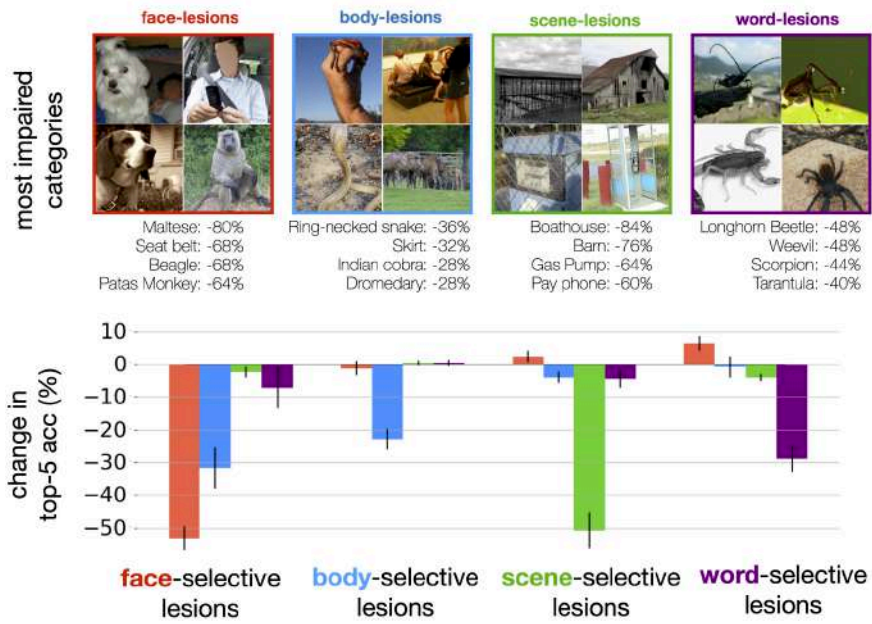 face-lesions
body-lesions
scene-lesions
word-lesions
most impaired
categories
Maltese: -80%
Seat belt: -68%
Beagle: -68%
Patas Monkey: -64%
Ring-necked snake: -36%
Skirt: -32%
Indian cobra: -28%
Dromedary: -28%
Boathouse: -84%
Barn: -76%
Gas Pump: -64%
Pay phone: -60%
Longhorn Beetle: -48%
Weevil: -48%
Scorpion: -44%
Tarantula: -40%
change in
top-5 acc (%)
10
0
−10
−20
−30
−40
−50
face-selective
lesions
body-selective
lesions
scene-selective
lesions
word-selective
lesions